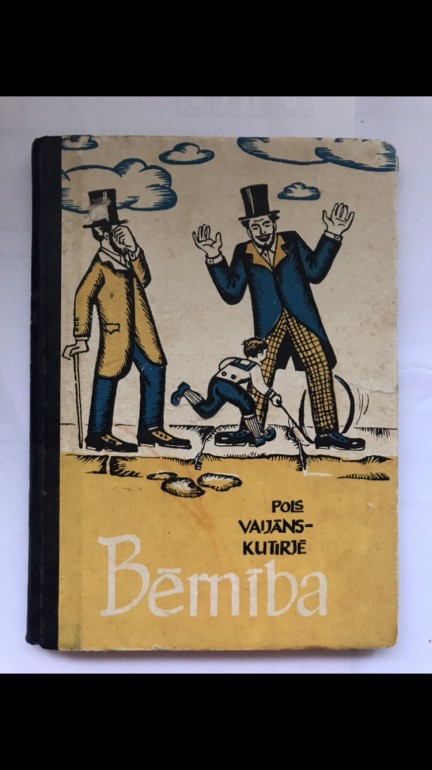 POLS
VAIJĀNS-
KUTIRJĒ
Bērnība